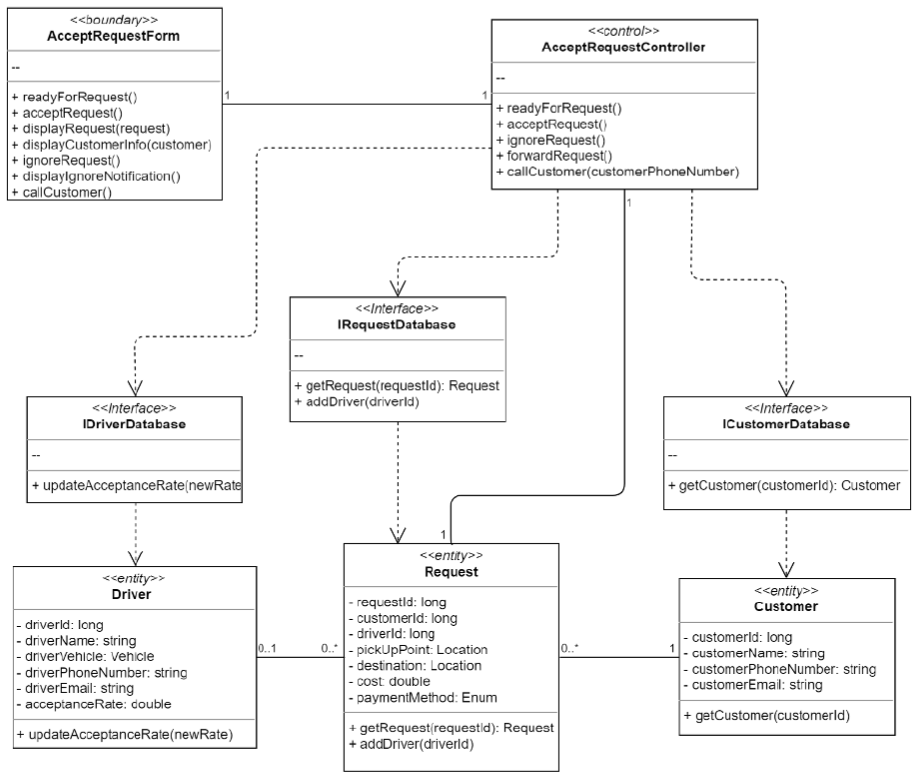 <<boundary>>
AcceptRequestForm
--
+ readyForRequest()
+ acceptRequest()
+ displayRequest(request)
+ displayCustomerInfo(customer)
+ ignoreRequest()
+ displayIgnoreNotification()
+ callCustomer()
1
1
<<control>>
AcceptRequestController
--
+ readyForRequest()
+ acceptRequest()
+ ignoreRequest()
+ forwardRequest()
+ callCustomer(customerPhoneNumber)
1
<<Interface>>
IRequestDatabase
--
+ getRequest(requestId): Request
+ addDriver(driverId)
<<Interface>>
IDriverDatabase
--
+ updateAcceptanceRate(newRate
<<Interface>>
ICustomerDatabase
--
+ getCustomer(customerId): Customer
<<entity>>
Driver
- driverId: long
- driverName: string
- driverVehicle: Vehicle
- driverPhoneNumber: string
- driverEmail: string
- acceptanceRate: double
+ updateAcceptanceRate(newRate)
0..1
0..*
1
<<entity>>
Request
- requestId: long
- customerId: long
- driverId: long
- pickUpPoint: Location
- destination: Location
- cost: double
- paymentMethod: Enum
+ getRequest(requestId): Request
+ addDriver(driverId)
0..*
1
<<entity>>
Customer
- customerId: long
- customerName: string
- customerPhoneNumber: string
- customerEmail: string
+ getCustomer(customerId)